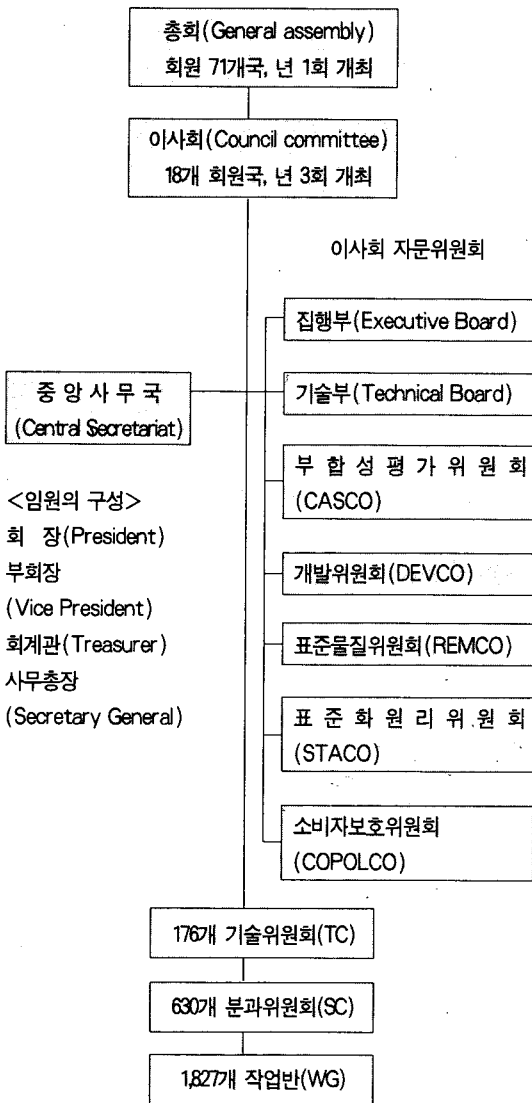 총회(General assembly)
회원 71개국, 년 1회 개최
이사회(Council committee)
18개 회원국, 년 3회 개최
이사회 자문위원회
집행부(Executive Board)
중 앙 사 무 국
(Central Secretariat)
기술부(Technical Board)
부 합 성 평 가 위 원 회
(CASCO)
<임원의 구성>
회 장(President)
부회장
(Vice President)
회계관(Treasurer)
사무총장
(Secretary General)
개발위원회(DEVCO)
표준물질위원회(REMCO)
표 준 화 원 리 위 원 회
(STACO)
소비자보호위원회
(COPOLCO)
176개 기술위원회(TC)
630개 분과위원회(SC)
1,827개 작업반(WG)